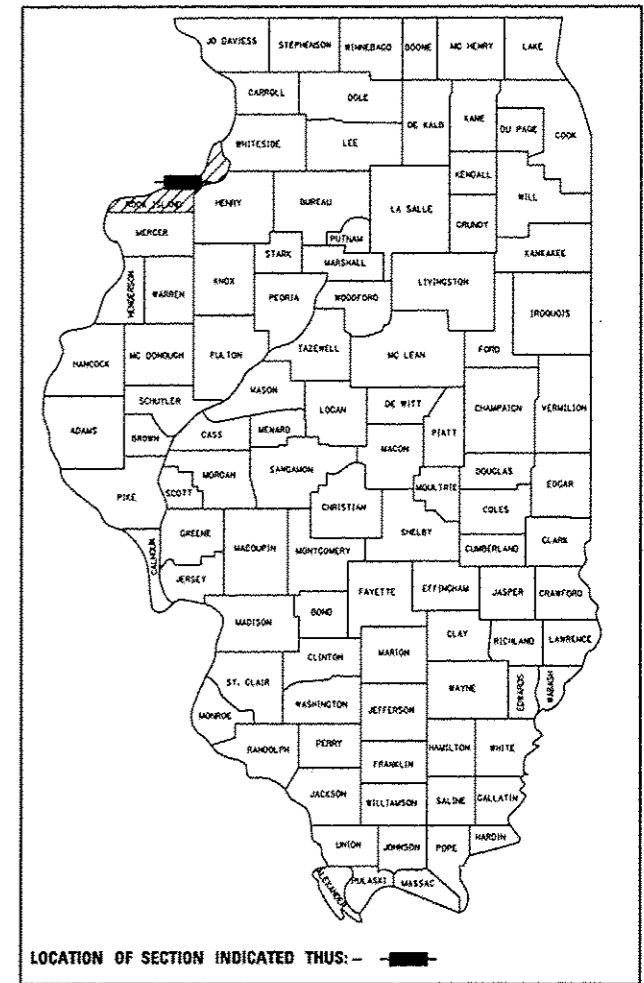 JO DAVIESS STEPHENSON WINNEBAGO BOONE MC HENRY LAKE
CARROLL OGLE DE KALB KANE DU PAGE COOK
WHITESIDE LEE KENDALL WILL
ROCK ISLAND HENRY BUREAU LA SALLE GRUNDY
MERCER PUTNAM KANKAKEE
STARK MARSHALL
HENDERSON WARREN KNOX PEORIA WOODFORD LIVINGSTON IROQUOIS
HANCOCK MC DONOUGH FULTON TAZEWELL MC LEAN FORD
SCHUYLER MASON LOGAN DE WITT CHAMPAIGN VERMILION
ADAMS BROWN CASS MENARD MACON PIATT
PIKE SCOTT MORGAN SANGAMON MOULTRIE DOUGLAS EDGAR
CHRISTIAN COLES
CALHOUN GREENE MACOUPIN MONTGOMERY SHELBY CUMBERLAND CLARK
JERSEY FAYETTE EFFINGHAM JASPER CRAWFORD
MADISON BOND CLAY RICHLAND LAWRENCE
ST. CLAIR CLINTON MARION WAYNE EDWARDS WABASH
MONROE WASHINGTON JEFFERSON
RANDOLPH PERRY HAMILTON WHITE
FRANKLIN
JACKSON WILLIAMSON SALINE GALLATIN
UNION JOHNSON POPE HARDIN
ALEXANDER PULASKI MASSAC
LOCATION OF SECTION INDICATED THUS: -